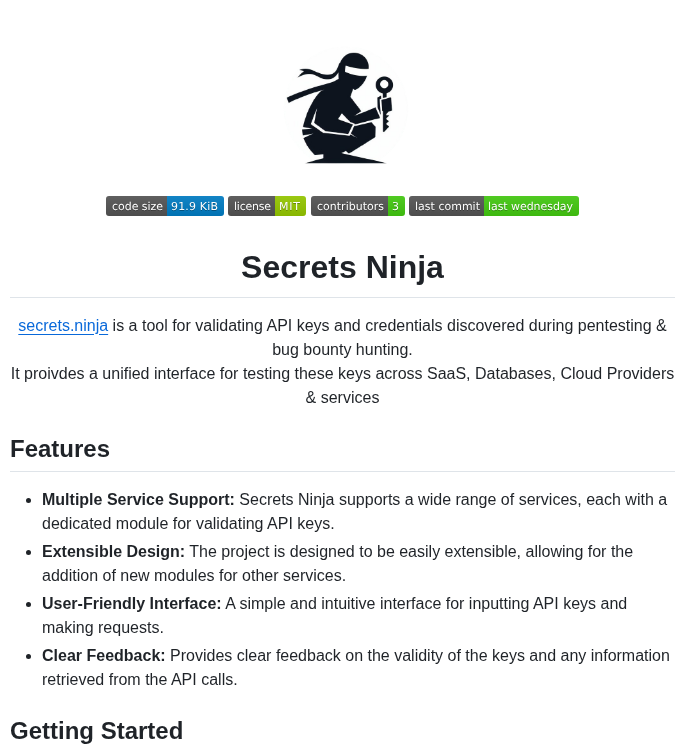 code size 91.9 KiB license MIT contributors 3 last commit last wednesday
Secrets Ninja
secrets.ninja is a tool for validating API keys and credentials discovered during pentesting &
bug bounty hunting.
It proivdes a unified interface for testing these keys across SaaS, Databases, Cloud Providers
& services
Features
• Multiple Service Support: Secrets Ninja supports a wide range of services, each with a
dedicated module for validating API keys.
• Extensible Design: The project is designed to be easily extensible, allowing for the
addition of new modules for other services.
• User-Friendly Interface: A simple and intuitive interface for inputting API keys and
making requests.
• Clear Feedback: Provides clear feedback on the validity of the keys and any information
retrieved from the API calls.
Getting Started